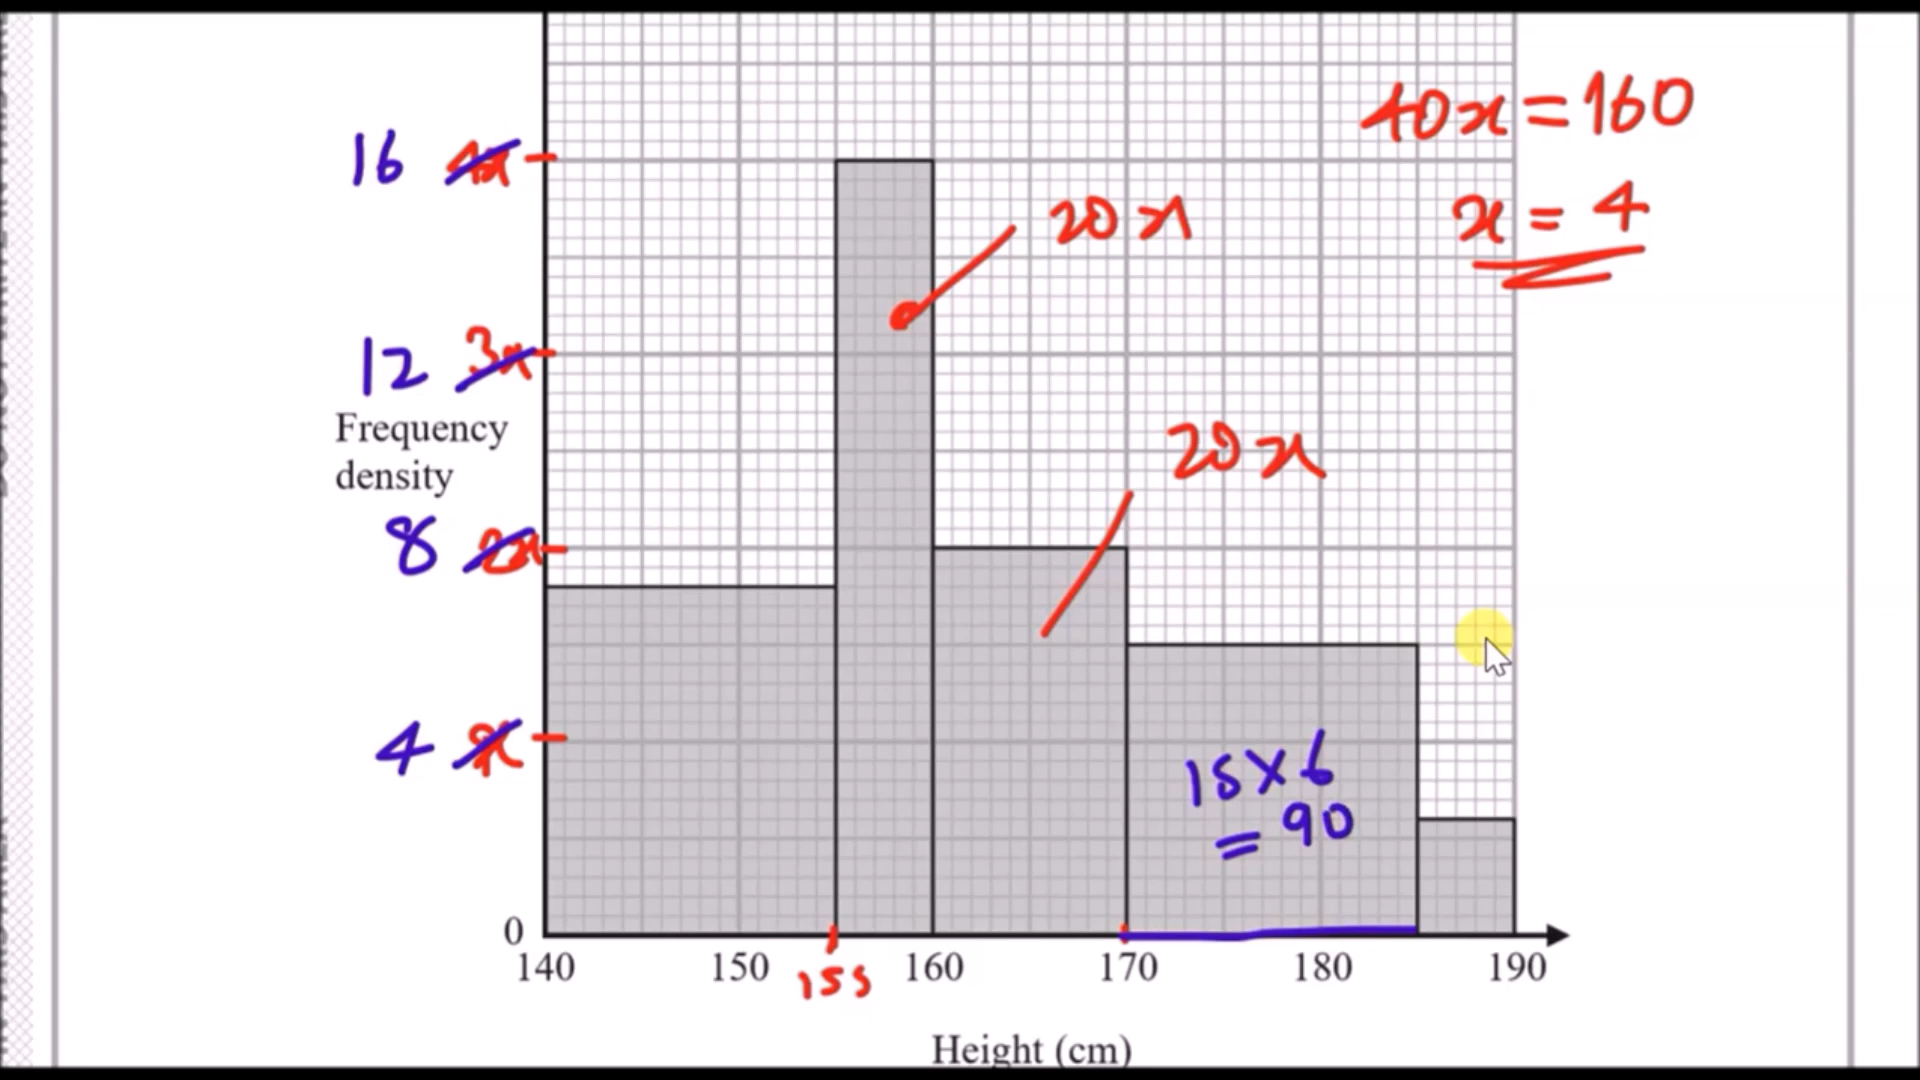 40x = 160
16 4x
20x
x = 4
12 3x
Frequency
density
20x
8 2x
4 x
15×6
= 90
0
140 150 160 170 180 190
155
Height (cm)